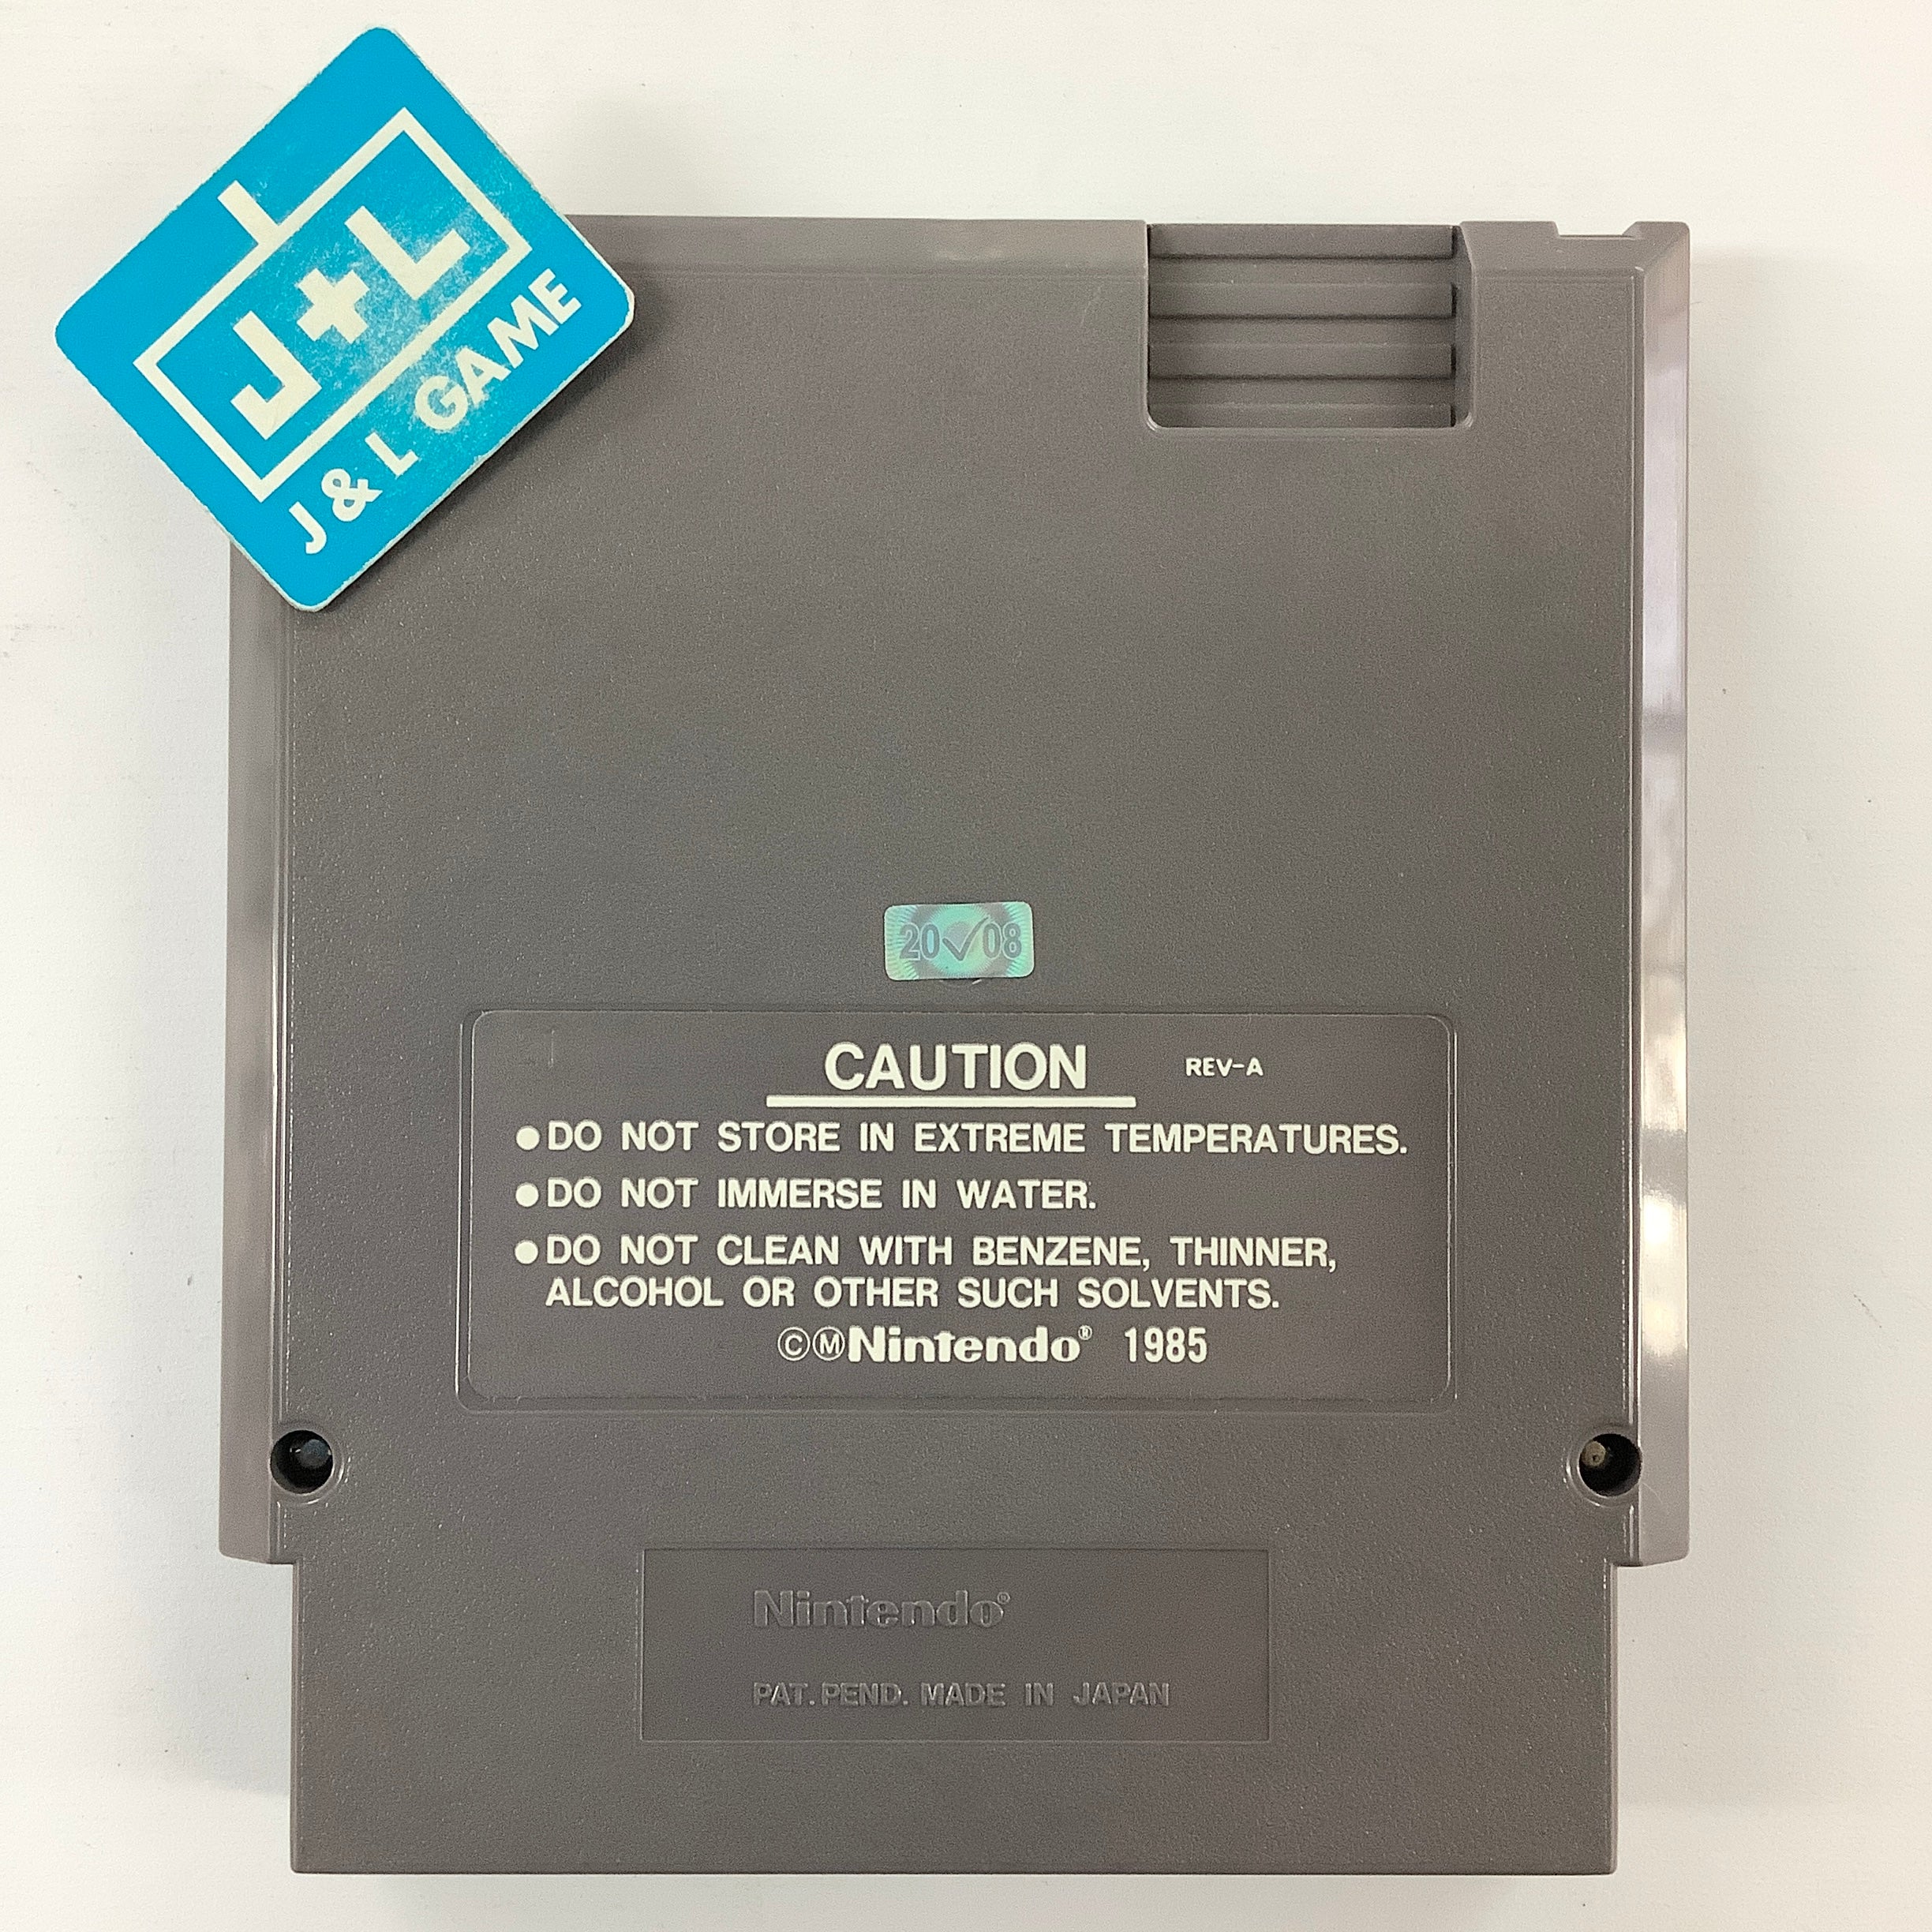 J+L
J & L GAME
20✓08
CAUTION REV-A
●DO NOT STORE IN EXTREME TEMPERATURES.
●DO NOT IMMERSE IN WATER.
●DO NOT CLEAN WITH BENZENE, THINNER,
ALCOHOL OR OTHER SUCH SOLVENTS.
©ⓂNintendo® 1985
Nintendo®
PAT. PEND. MADE IN JAPAN